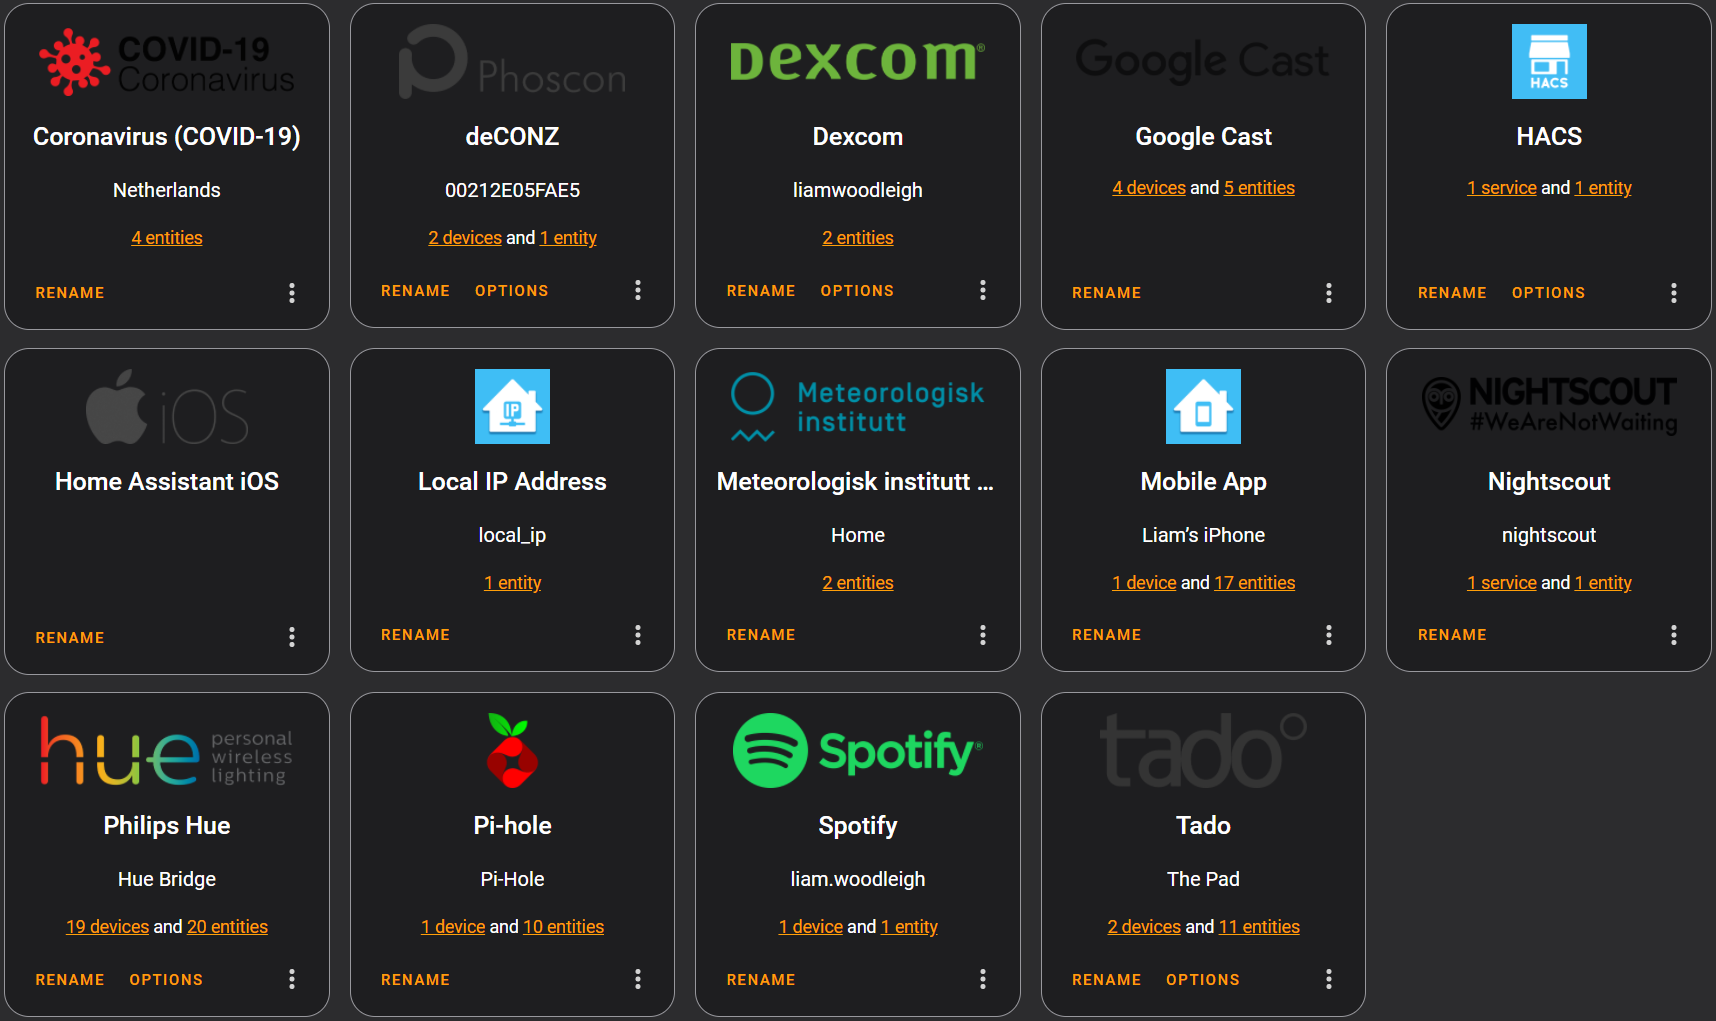 COVID-19
Coronavirus
Coronavirus (COVID-19)
Netherlands
4 entities
RENAME
Phoscon
deCONZ
00212E05FAE5
2 devices and 1 entity
RENAME OPTIONS
Dexcom®
Dexcom
liamwoodleigh
2 entities
RENAME OPTIONS
Google Cast
Google Cast
4 devices and 5 entities
RENAME
HACS
HACS
1 service and 1 entity
RENAME OPTIONS
iOS
Home Assistant iOS
RENAME
IP
Local IP Address
local_ip
1 entity
RENAME
Meteorologisk
institutt
Meteorologisk institutt ...
Home
2 entities
RENAME
Mobile App
Liam’s iPhone
1 device and 17 entities
RENAME
NIGHTSCOUT
#WeAreNotWaiting
Nightscout
nightscout
1 service and 1 entity
RENAME
hue
personal
wireless
lighting
Philips Hue
Hue Bridge
19 devices and 20 entities
RENAME OPTIONS
Pi-hole
Pi-Hole
1 device and 10 entities
RENAME
Spotify®
Spotify
liam.woodleigh
1 device and 1 entity
RENAME
tado°
Tado
The Pad
2 devices and 11 entities
RENAME OPTIONS